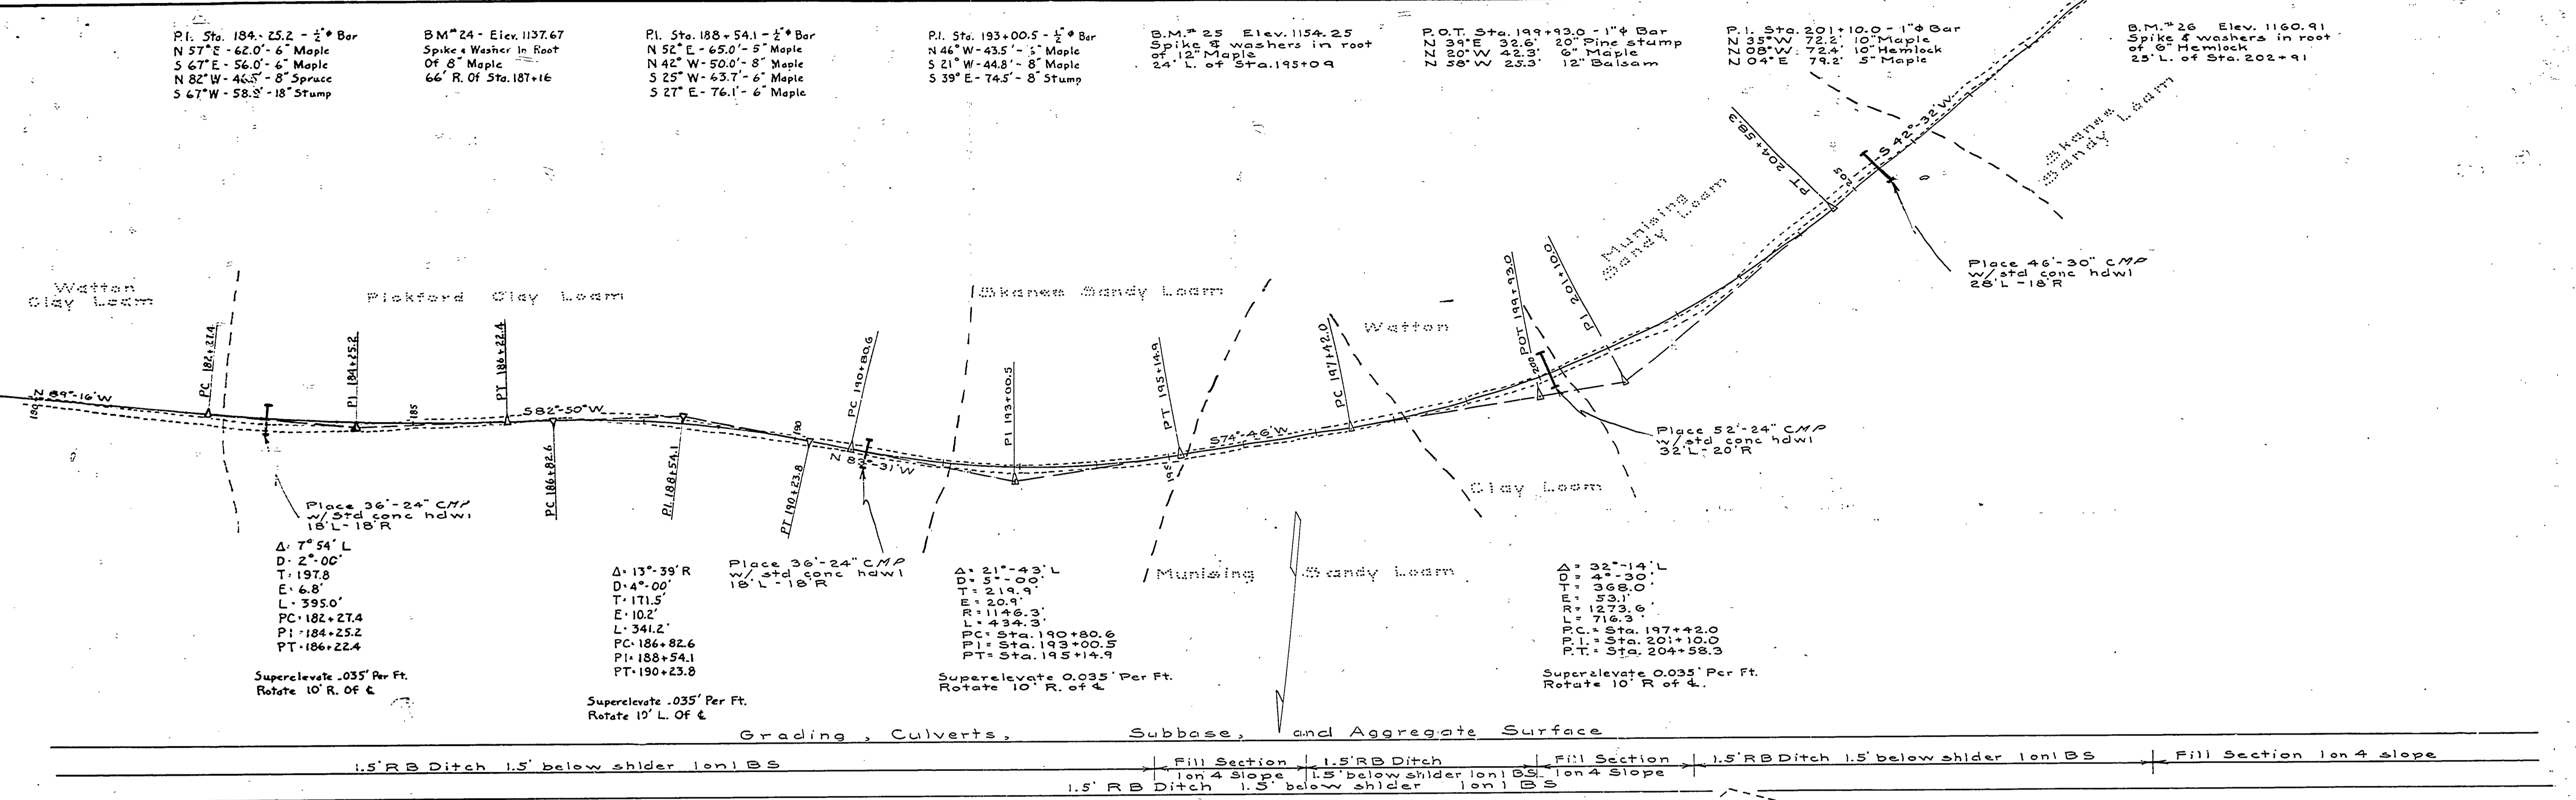 P.I. Sta. 184+25.2 - ½"ϕ Bar
N 57° E - 62.0' - 6" Maple
S 67° E - 56.0' - 6" Maple
N 82° W - 46.5' - 8" Spruce
S 67° W - 58.2' - 18" Stump
BM#24 - Elev. 1137.67
Spike & Washer In Root
Of 8" Maple
66' R. Of Sta. 187+16
P.I. Sta. 188+54.1 - ½"ϕ Bar
N 52° E - 65.0' - 5" Maple
N 42° W - 50.0' - 8" Maple
S 25° W - 63.7' - 6" Maple
S 27° E - 76.1' - 6" Maple
P.I. Sta. 193+00.5 - ½"ϕ Bar
N 46° W - 43.5' - Maple
S 21° W - 44.8' - 8" Maple
S 39° E - 74.5' - 8" Stump
B.M.# 25 Elev. 1154.25
Spike & washers in root
of 12" Maple
24' L. of Sta. 195+09
P.O.T. Sta. 199+93.0 - 1"ϕ Bar
N 39°E 32.6' 20" Pine stump
N 20°W 42.3' 6" Maple
N 58°W 25.3' 12" Balsam
P.I. Sta. 201+10.0 - 1"ϕ Bar
N 35°W 72.2' 10" Maple
N 08°W 72.4' 10" Hemlock
N 04°E 79.2' 5" Maple
B.M.#26 Elev. 1160.91
Spike & washers in root
of 6" Hemlock
25' L. of Sta. 202+91
Watton
Clay Loam
Pickford Clay Loam
Skanee Sandy Loam
Watton
Clay Loam
Munising
Sandy Loam
Skanee
Sandy Loam
Munising Sandy Loam
N 89°-16'W
190
PC 182+27.4
PI 184+25.2
185
PT 186+22.4
S82°-50'W
PC 186+82.6
P.I. 188+54.1
190
PT 190+23.8
PC 190+80.6
N 83°-31'W
PI 193+00.5
PT 195+14.9
195
S74°-46'W
PC 197+42.0
POT 199+93.0
200
PI 201+10.0
PT 204+58.3
205
S 42°-32'W
Place 36'-24" CMP
w/ Std conc hdwl
18'L - 18'R
Place 36'-24" CMP
w/ std conc hdwl
18'L - 18'R
Place 52'-24" CMP
w/ std conc hdwl
32'L - 20'R
Place 46'-30" CMP
w/ std conc hdwl
28'L - 18'R
Δ= 7°54' L
D= 2°-00'
T= 197.8
E= 6.8'
L= 395.0'
PC= 182+27.4
PI= 184+25.2
PT= 186+22.4
Superelevate .035' Per Ft.
Rotate 10' R. Of ℄
Δ= 13°-39' R
D= 4°-00'
T= 171.5'
E= 10.2'
L= 341.2'
PC= 186+82.6
PI= 188+54.1
PT= 190+23.8
Superelevate .035' Per Ft.
Rotate 10' L. Of ℄
Δ= 21°-43' L
D= 5°-00'
T= 219.9'
E= 20.9'
R= 1146.3'
L= 434.3'
PC= Sta. 190+80.6
PI= Sta. 193+00.5
PT= Sta. 195+14.9
Superelevate 0.035' Per Ft.
Rotate 10' R. of ℄
Δ= 32°-14' L
D= 4°-30'
T= 368.0'
E= 53.1'
R= 1273.6'
L= 716.3'
P.C.= Sta. 197+42.0
P.I.= Sta. 201+10.0
P.T.= Sta. 204+58.3
Superelevate 0.035' Per Ft.
Rotate 10' R of ℄.
Grading, Culverts, Subbase, and Aggregate Surface
1.5' RB Ditch 1.5' below shlder 1 on 1 BS
Fill Section
1 on 4 Slope
1.5' RB Ditch
1.5' below shlder 1 on 1 BS
Fill Section
1 on 4 Slope
1.5' RB Ditch 1.5' below shlder 1 on 1 BS
Fill Section 1 on 4 slope
1.5' RB Ditch 1.5' below shlder 1 on 1 BS